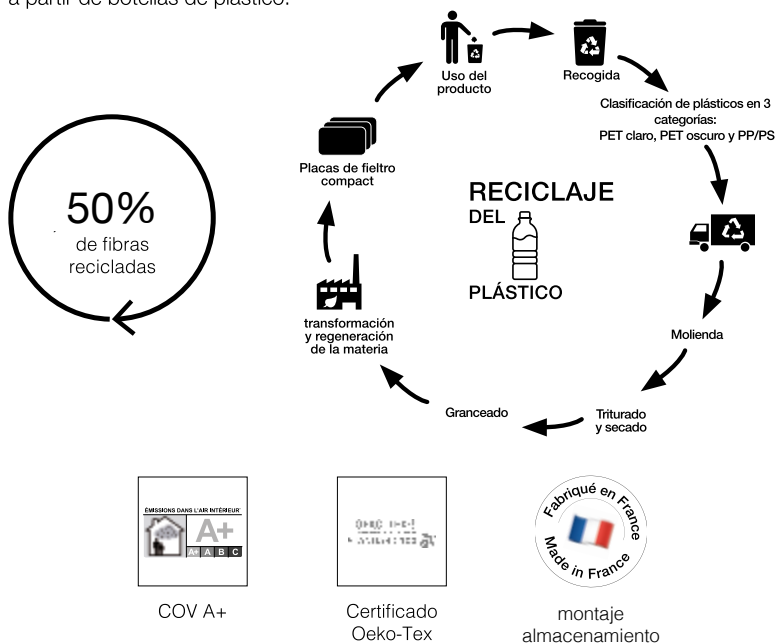 a partir de botellas de plástico.
50%
de fibras
recicladas
Uso del
producto
Recogida
Clasificación de plásticos en 3
categorías:
PET claro, PET oscuro y PP/PS
Molienda
Triturado
y secado
Granceado
transformación
y regeneración
de la materia
Placas de fieltro
compact
RECICLAJE
DEL
PLÁSTICO
ÉMISSIONS DANS L'AIR INTÉRIEUR
A+
A+ A B C
COV A+
Certificado
Oeko-Tex
Fabriqué en France
Made in France
montaje
almacenamiento